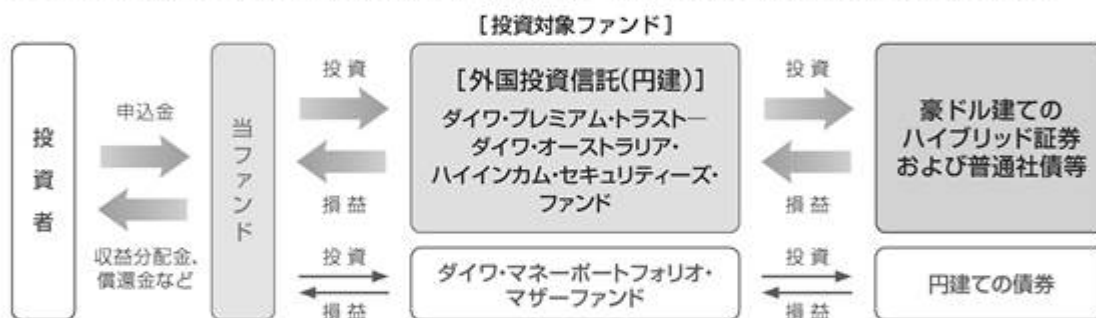 [投資対象ファンド]
投資者
申込金
収益分配金、
償還金など
当ファンド
投資
損益
[外国投資信託(円建)]
ダイワ・プレミアム・トラスト―
ダイワ・オーストラリア・
ハイインカム・セキュリティーズ・
ファンド
投資
損益
豪ドル建ての
ハイブリッド証券
および普通社債等
投資
損益
ダイワ・マネーポートフォリオ・
マザーファンド
投資
損益
円建ての債券